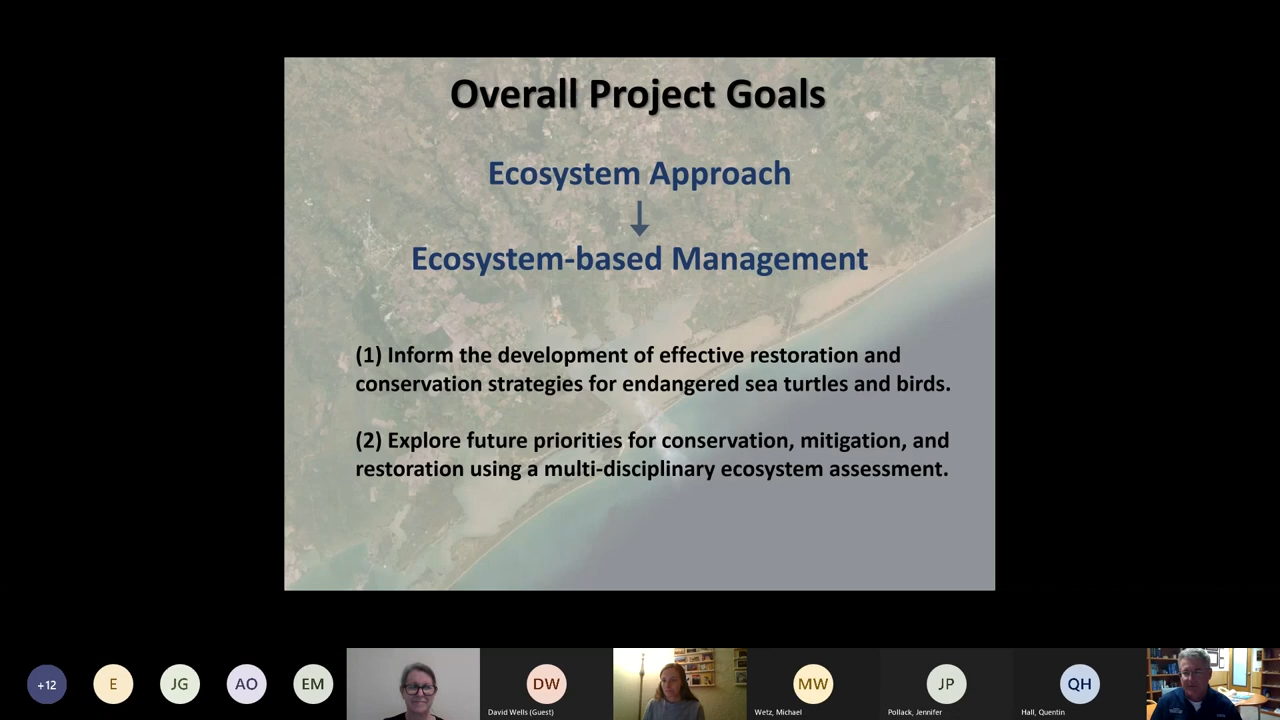 Overall Project Goals
Ecosystem Approach
Ecosystem-based Management
(1) Inform the development of effective restoration and
conservation strategies for endangered sea turtles and birds.
(2) Explore future priorities for conservation, mitigation, and
restoration using a multi-disciplinary ecosystem assessment.
+12
E
JG
AO
EM
DW
MW
JP
QH
David Wells (Guest)
Wetz, Michael
Pollack, Jennifer
Hall, Quentin